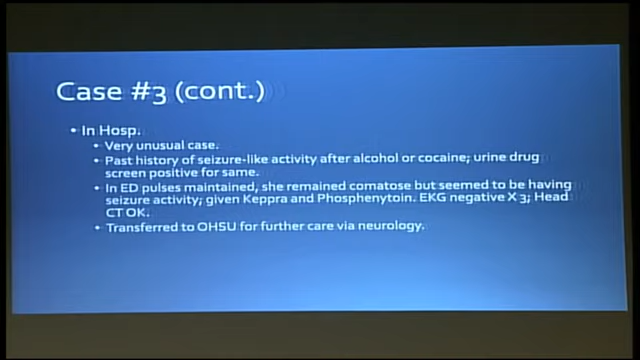 Case #3 (cont.)
• In Hosp.
• Very unusual case.
• Past history of seizure-like activity after alcohol or cocaine; urine drug
screen positive for same.
• In ED pulses maintained, she remained comatose but seemed to be having
seizure activity; given Keppra and Phosphenytoin. EKG negative X 3; Head
CT OK.
• Transferred to OHSU for further care via neurology.